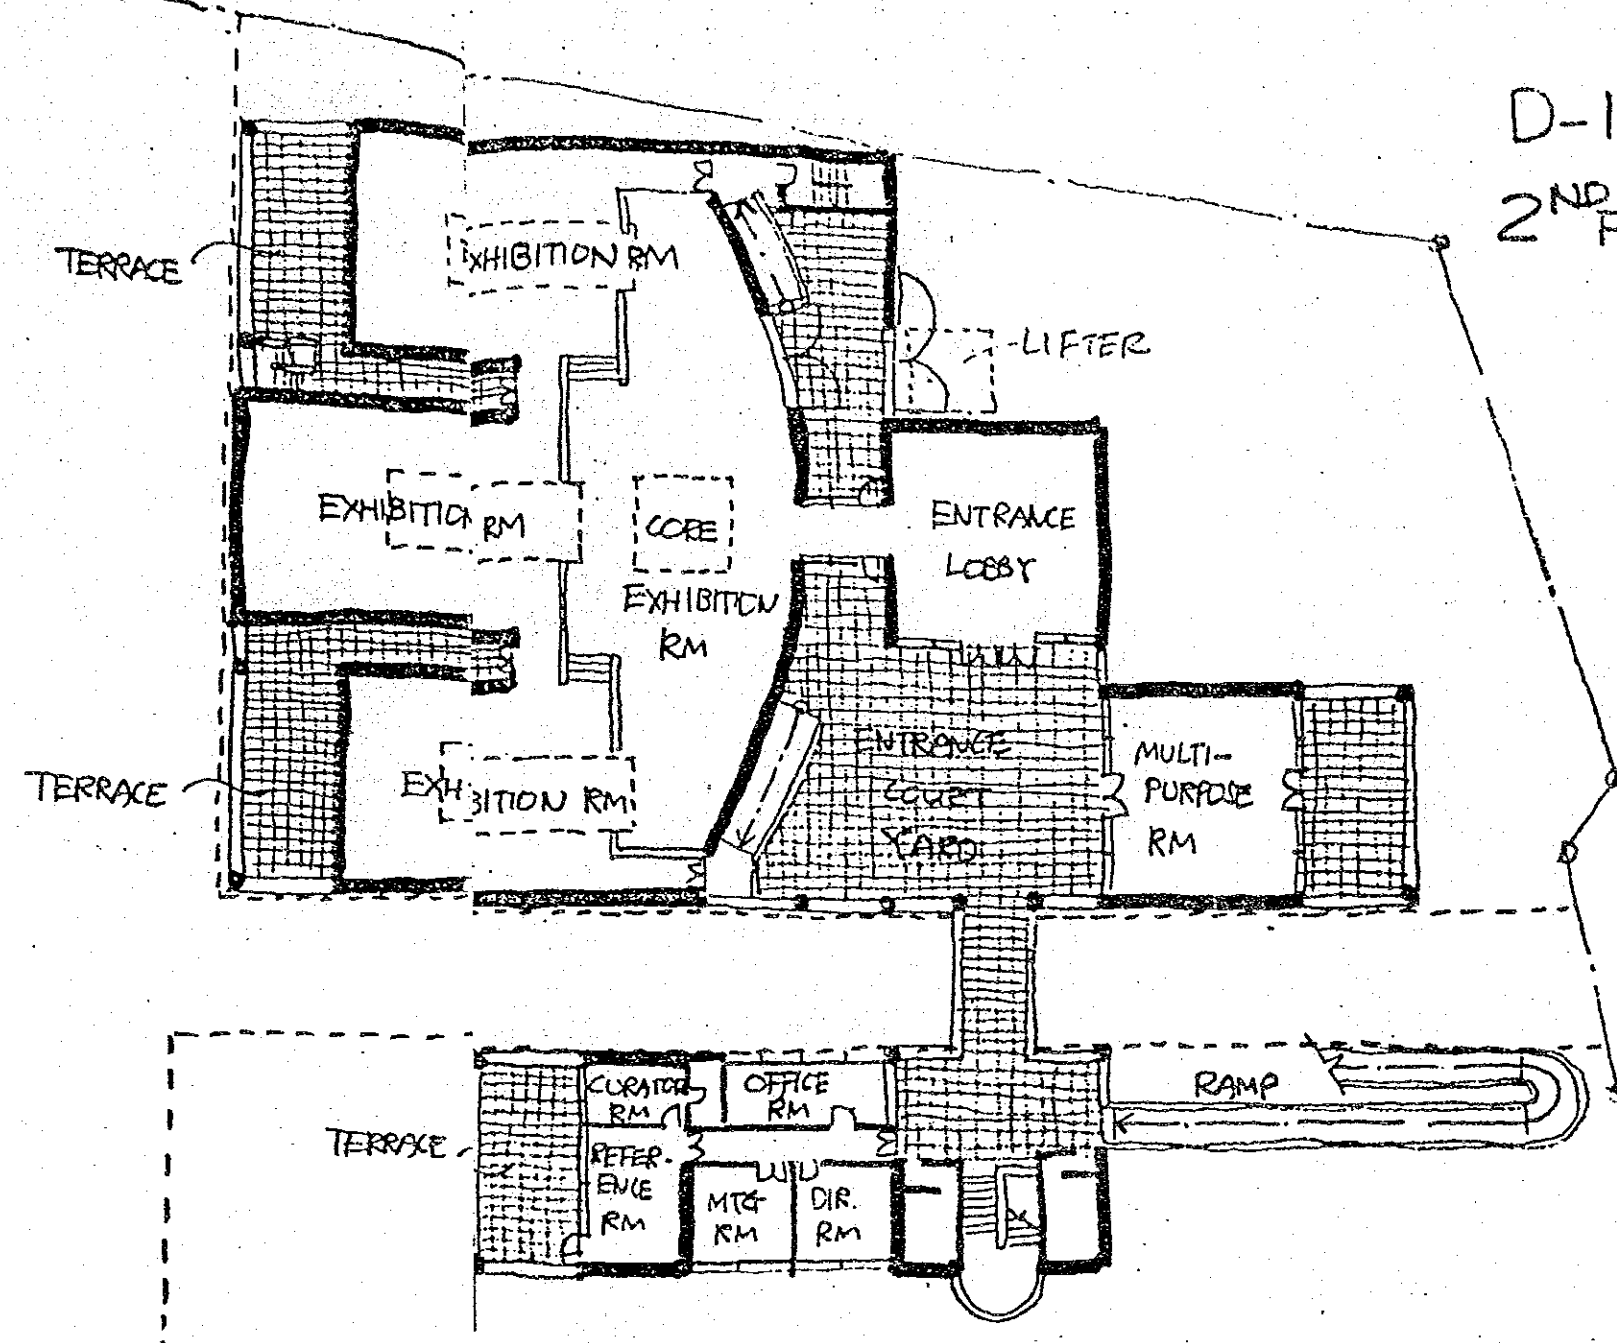 D-1
2ND F
TERRACE
EXHIBITION RM
LIFTER
EXHIBITION RM
CORE
ENTRANCE
LOBBY
EXHIBITION
RM
ENTRANCE
COURT
YARD
MULTI-
PURPOSE
RM
TERRACE
EXHIBITION RM
CURATOR
RM
OFFICE
RM
RAMP
TERRACE
REFER-
ENCE
RM
MTG
RM
DIR.
RM